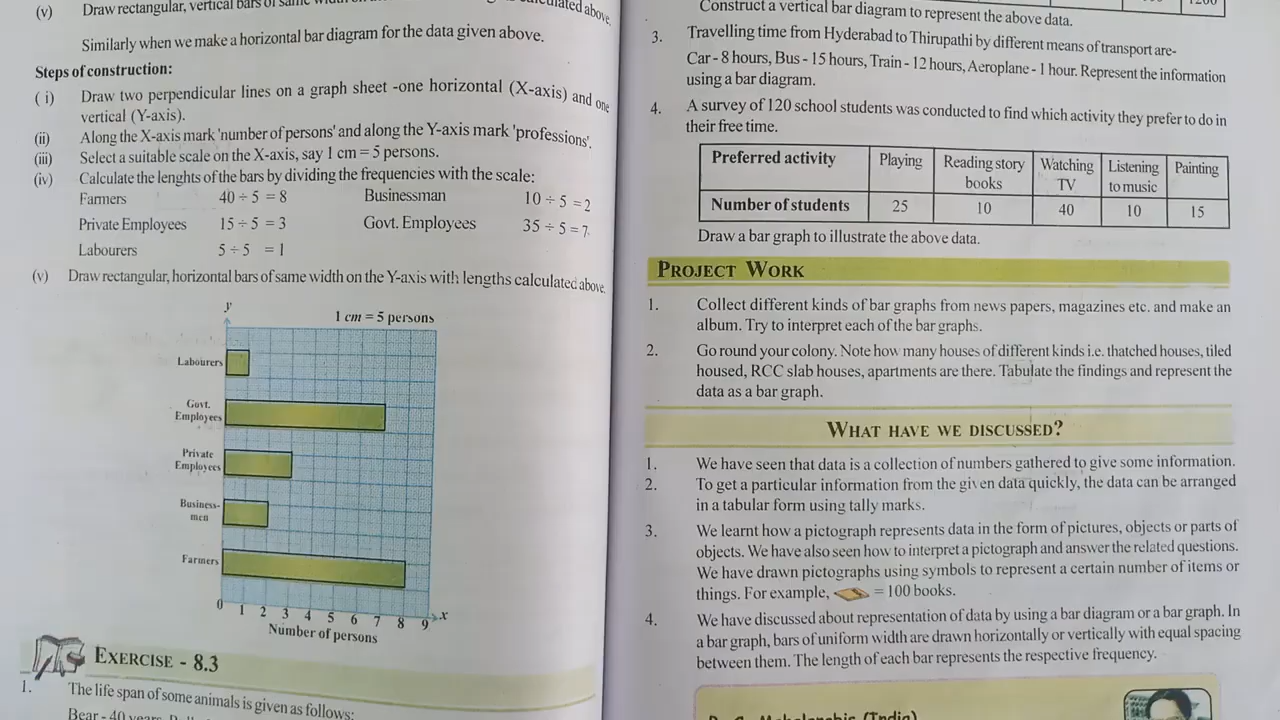 (v) Draw rectangular, vertical bars of same width on calculated above.
Similarly when we make a horizontal bar diagram for the data given above.
Steps of construction:
( i) Draw two perpendicular lines on a graph sheet -one horizontal (X-axis) and one
vertical (Y-axis).
(ii) Along the X-axis mark 'number of persons' and along the Y-axis mark 'professions'.
(iii) Select a suitable scale on the X-axis, say 1 cm = 5 persons.
(iv) Calculate the lenghts of the bars by dividing the frequencies with the scale:
Farmers 40 ÷ 5 = 8 Businessman 10 ÷ 5 = 2
Private Employees 15 ÷ 5 = 3 Govt. Employees 35 ÷ 5 = 7
Labourers 5 ÷ 5 = 1
(v) Draw rectangular, horizontal bars of same width on the Y-axis with lengths calculated above.
y
1 cm = 5 persons
Labourers
Govt.
Employees
Private
Employees
Business-
men
Farmers
0 1 2 3 4 5 6 7 8 9 x
Number of persons
EXERCISE - 8.3
1. The life span of some animals is given as follows:
Bear - 40 years,
1200
Construct a vertical bar diagram to represent the above data.
3. Travelling time from Hyderabad to Thirupathi by different means of transport are-
Car - 8 hours, Bus - 15 hours, Train - 12 hours, Aeroplane - 1 hour. Represent the information
using a bar diagram.
4. A survey of 120 school students was conducted to find which activity they prefer to do in
their free time.
Preferred activity Playing Reading story Watching Listening Painting
books TV to music
Number of students 25 10 40 10 15
Draw a bar graph to illustrate the above data.
PROJECT WORK
1. Collect different kinds of bar graphs from news papers, magazines etc. and make an
album. Try to interpret each of the bar graphs.
2. Go round your colony. Note how many houses of different kinds i.e. thatched houses, tiled
housed, RCC slab houses, apartments are there. Tabulate the findings and represent the
data as a bar graph.
WHAT HAVE WE DISCUSSED?
1. We have seen that data is a collection of numbers gathered to give some information.
2. To get a particular information from the given data quickly, the data can be arranged
in a tabular form using tally marks.
3. We learnt how a pictograph represents data in the form of pictures, objects or parts of
objects. We have also seen how to interpret a pictograph and answer the related questions.
We have drawn pictographs using symbols to represent a certain number of items or
things. For example, = 100 books.
4. We have discussed about representation of data by using a bar diagram or a bar graph. In
a bar graph, bars of uniform width are drawn horizontally or vertically with equal spacing
between them. The length of each bar represents the respective frequency.
(India)